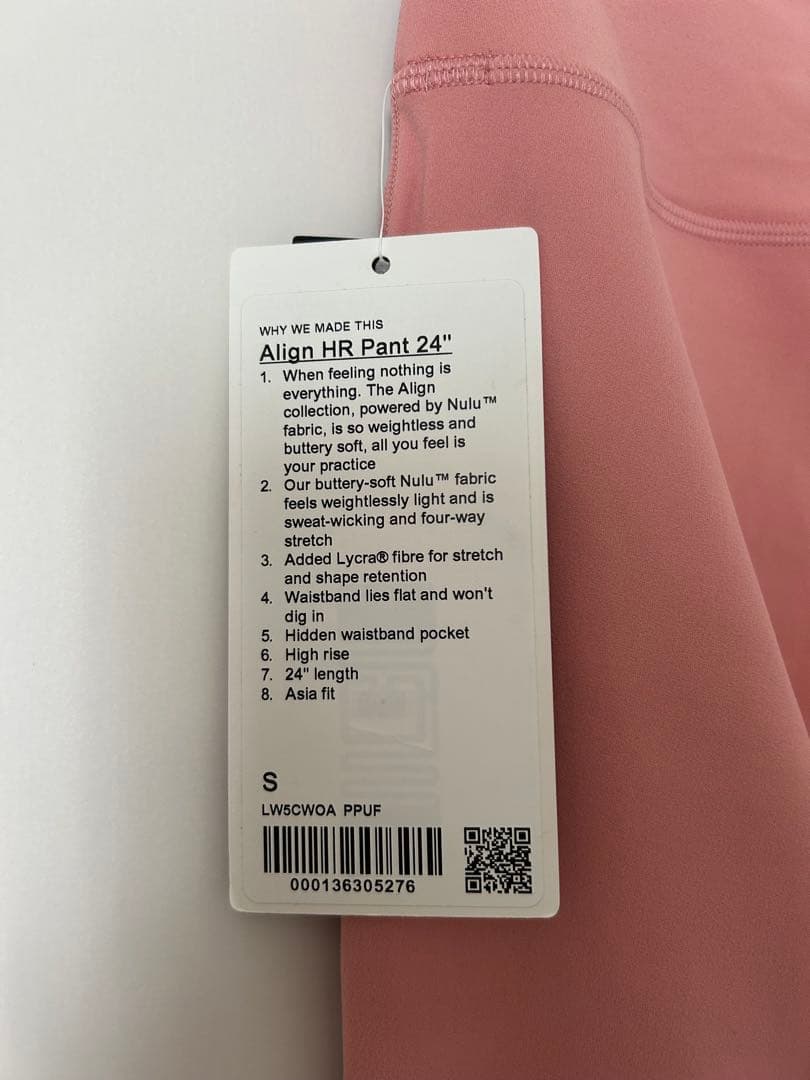 WHY WE MADE THIS
Align HR Pant 24"
1. When feeling nothing is
everything. The Align
collection, powered by Nulu™
fabric, is so weightless and
buttery soft, all you feel is
your practice
2. Our buttery-soft Nulu™ fabric
feels weightlessly light and is
sweat-wicking and four-way
stretch
3. Added Lycra® fibre for stretch
and shape retention
4. Waistband lies flat and won't
dig in
5. Hidden waistband pocket
6. High rise
7. 24" length
8. Asia fit
S
LW5CWOA PPUF
000136305276